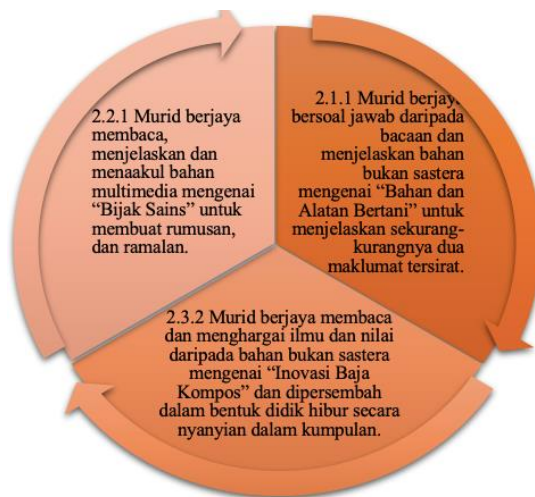 2.2.1 Murid berjaya
membaca,
menjelaskan dan
menaakul bahan
multimedia mengenai
“Bijak Sains” untuk
membuat rumusan,
dan ramalan.
2.1.1 Murid berjaya
bersoal jawab daripada
bacaan dan
menjelaskan bahan
bukan sastera
mengenai “Bahan dan
Alatan Bertani” untuk
menjelaskan sekurang-
kurangnya dua
maklumat tersirat.
2.3.2 Murid berjaya membaca
dan menghargai ilmu dan nilai
daripada bahan bukan sastera
mengenai “Inovasi Baja
Kompos” dan dipersembah
dalam bentuk didik hibur secara
nyanyian dalam kumpulan.